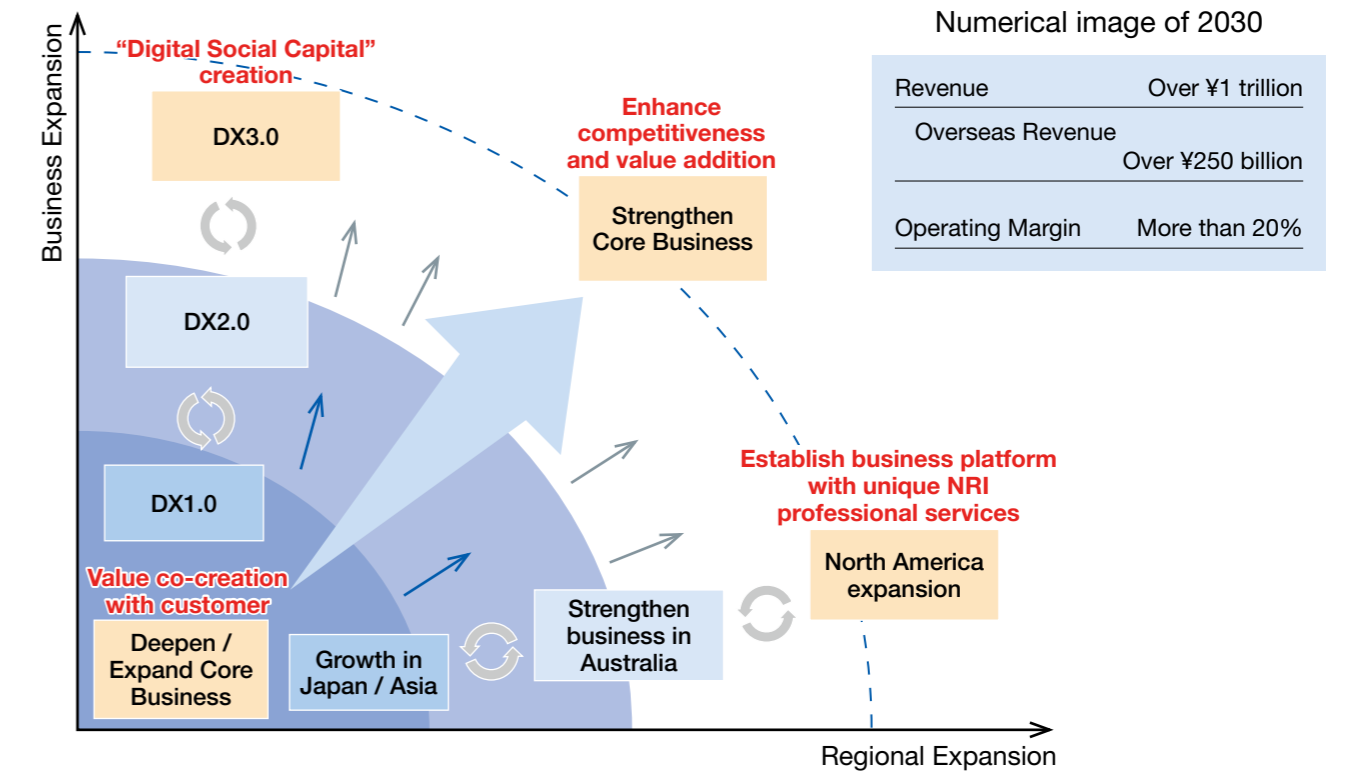 Business Expansion
“Digital Social Capital”
creation
DX3.0
DX2.0
DX1.0
Value co-creation
with customer
Deepen /
Expand Core
Business
Growth in
Japan / Asia
Strengthen
business in
Australia
Enhance
competitiveness
and value addition
Strengthen
Core Business
Establish business platform
with unique NRI
professional services
North America
expansion
Regional Expansion
Numerical image of 2030
Revenue Over ¥1 trillion
Overseas Revenue
Over ¥250 billion
Operating Margin More than 20%